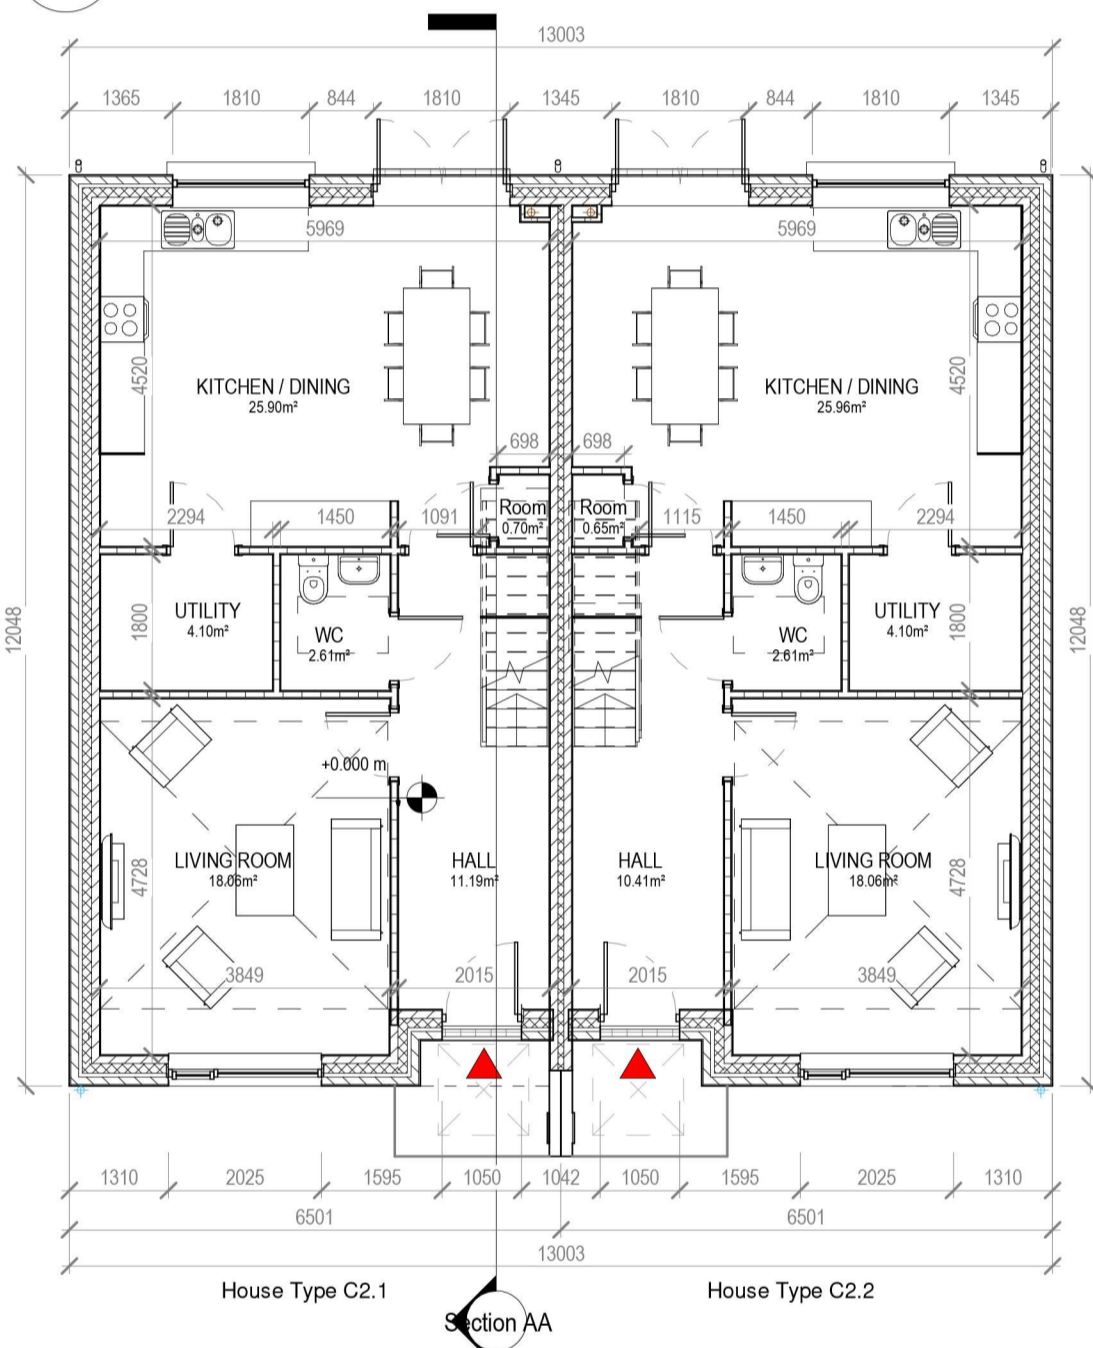 13003
1365 1810 844 1810 1345 1810 844 1810 1345
5969 5969
4520 4520
KITCHEN / DINING KITCHEN / DINING
25.90m² 25.96m²
698 698
Room Room
0.70m² 0.65m²
2294 1450 1091 1115 1450 2294
12048 12048
UTILITY UTILITY
4.10m² 4.10m²
1800 1800
WC WC
2.61m² 2.61m²
+0.000 m
LIVING ROOM HALL HALL LIVING ROOM
18.06m² 11.19m² 10.41m² 18.06m²
4728 4728
3849 2015 2015 3849
1310 2025 1595 1050 1042 1050 1595 2025 1310
6501 6501
13003
House Type C2.1 House Type C2.2
Section AA